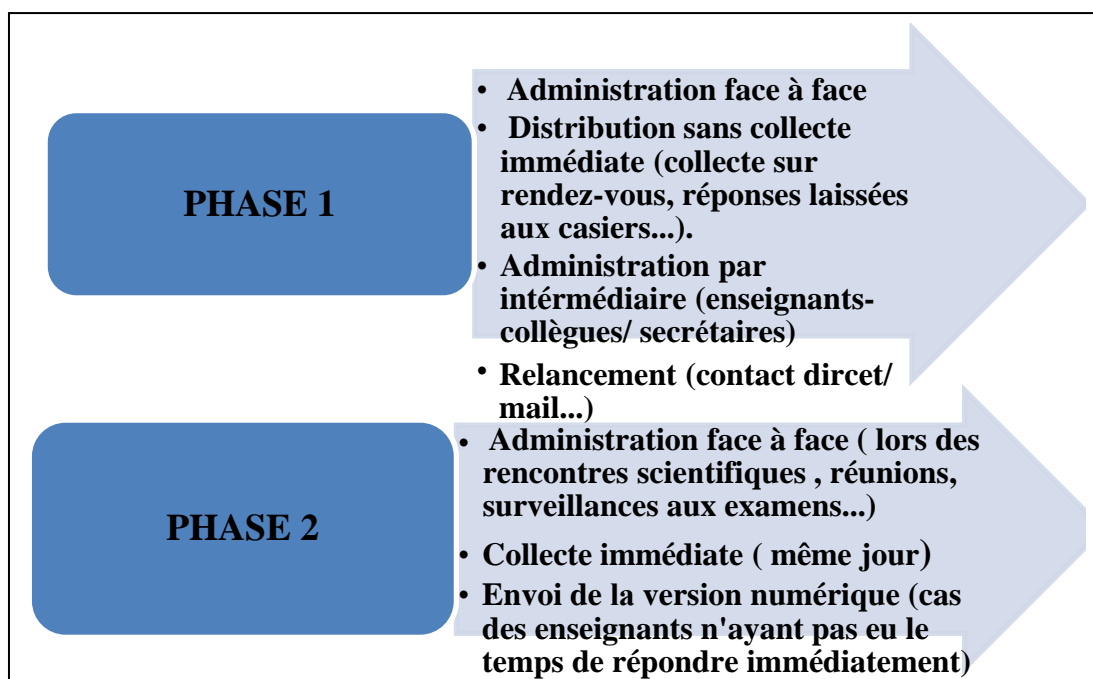 PHASE 1
• Administration face à face
• Distribution sans collecte
immédiate (collecte sur
rendez-vous, réponses laissées
aux casiers...).
• Administration par
intérmédiaire (enseignants-
collègues/ secrétaires)
• Relancement (contact dircet/
mail...)
PHASE 2
• Administration face à face ( lors des
rencontres scientifiques , réunions,
surveillances aux examens...)
• Collecte immédiate ( même jour)
• Envoi de la version numérique (cas
des enseignants n'ayant pas eu le
temps de répondre immédiatement)